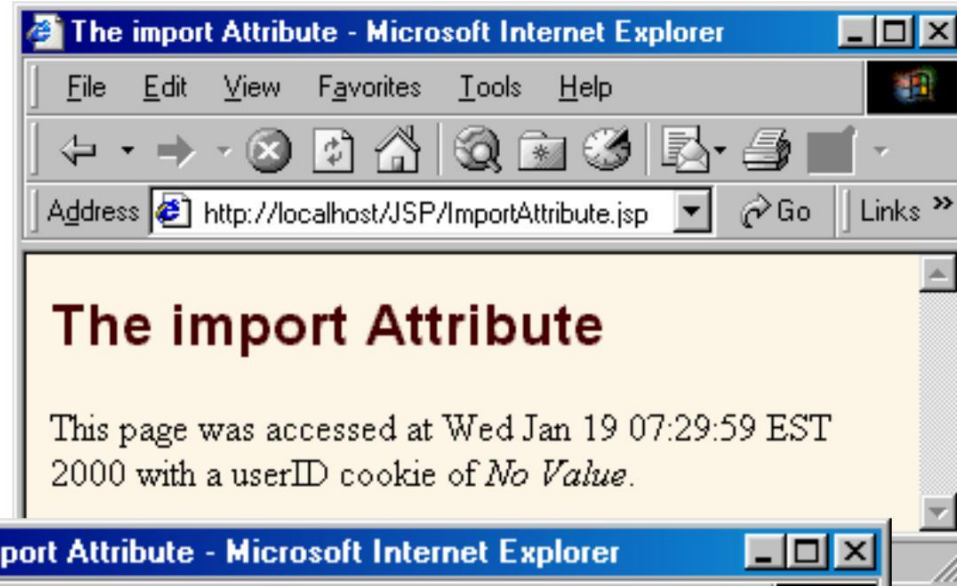 The import Attribute - Microsoft Internet Explorer
File Edit View Favorites Tools Help
Address http://localhost/JSP/ImportAttribute.jsp Go Links »
The import Attribute
This page was accessed at Wed Jan 19 07:29:59 EST
2000 with a userID cookie of No Value.
port Attribute - Microsoft Internet Explorer